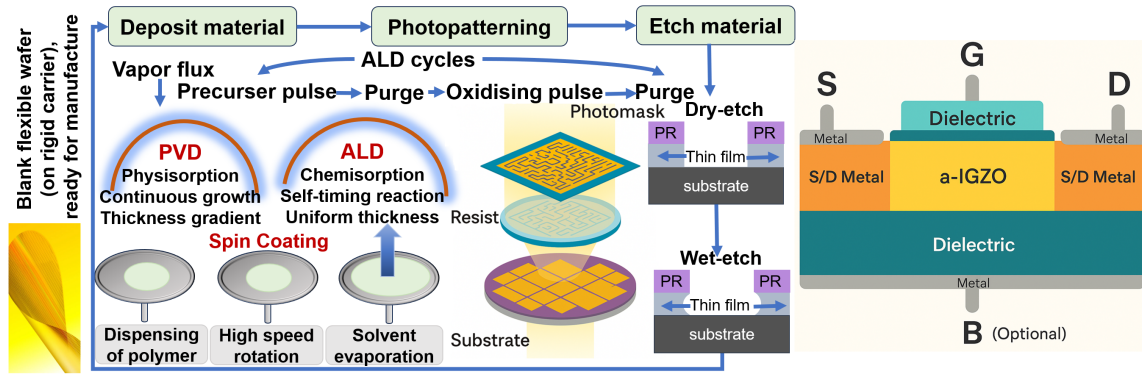 Blank flexible wafer
(on rigid carrier),
ready for manufacture
Deposit material
Photopatterning
Etch material
ALD cycles
Vapor flux
Precurser pulse
Purge
Oxidising pulse
Purge
PVD
Physisorption
Continuous growth
Thickness gradient
ALD
Chemisorption
Self-timing reaction
Uniform thickness
Spin Coating
Dispensing
of polymer
High speed
rotation
Solvent
evaporation
Photomask
Resist
Substrate
Dry-etch
PR
PR
Thin film
substrate
Wet-etch
PR
PR
Thin film
substrate
S
G
D
Metal
Dielectric
Metal
S/D Metal
a-IGZO
S/D Metal
Dielectric
Metal
B (Optional)